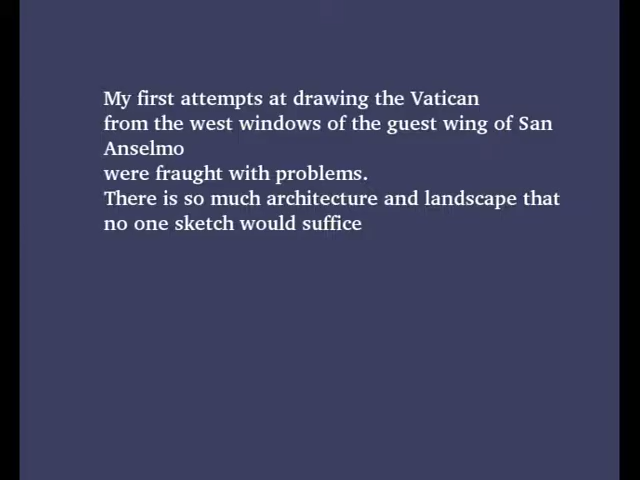 My first attempts at drawing the Vatican
from the west windows of the guest wing of San
Anselmo
were fraught with problems.
There is so much architecture and landscape that
no one sketch would suffice